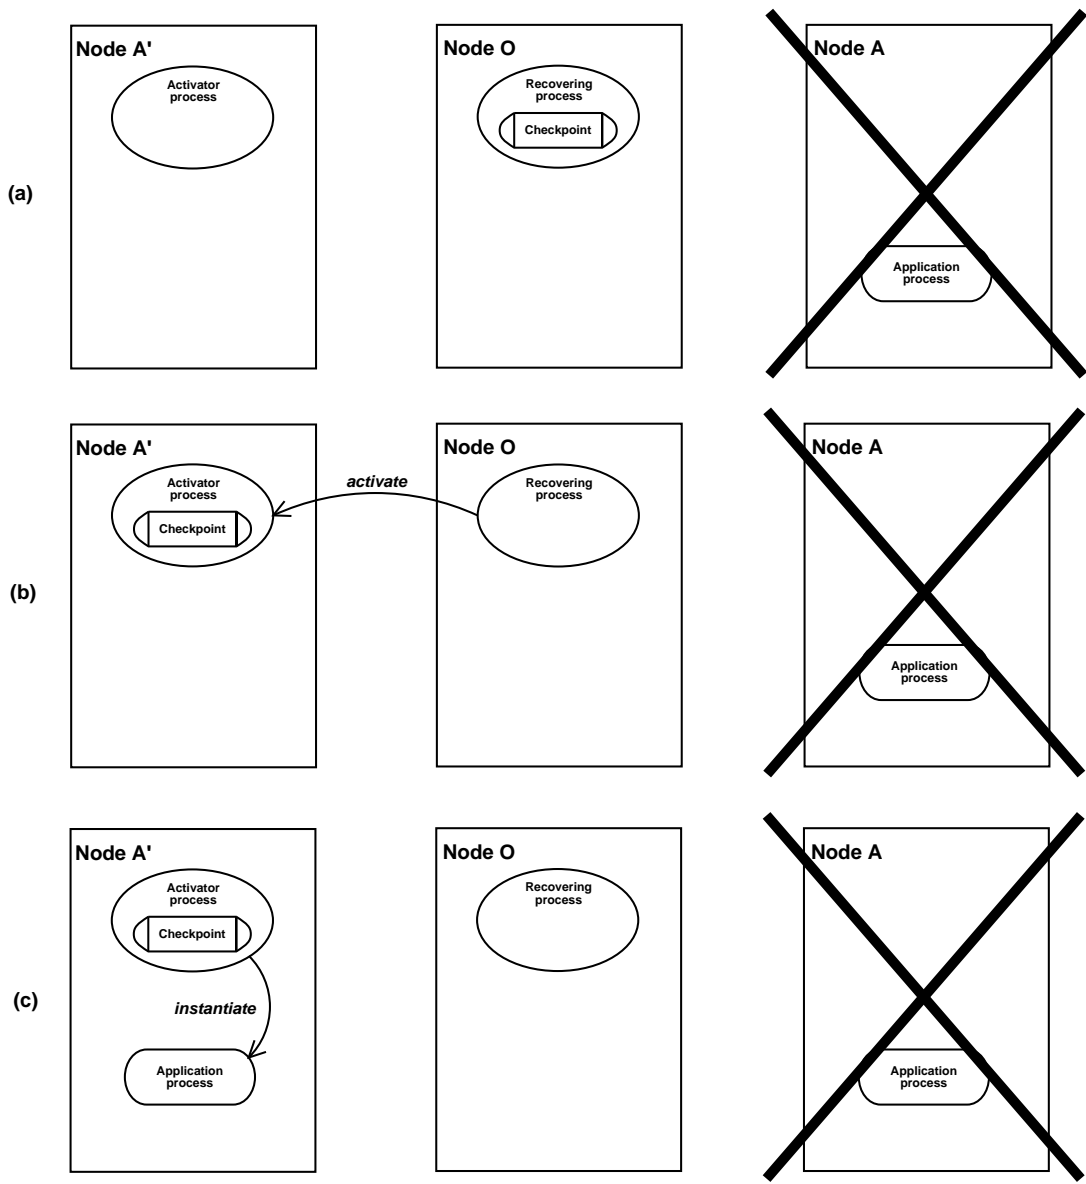 Node A'
Activator
process
Node O
Recovering
process
Checkpoint
Node A
Application
process
(a)
Node A'
Activator
process
Checkpoint
activate
Node O
Recovering
process
Node A
Application
process
(b)
Node A'
Activator
process
Checkpoint
instantiate
Application
process
Node O
Recovering
process
Node A
Application
process
(c)